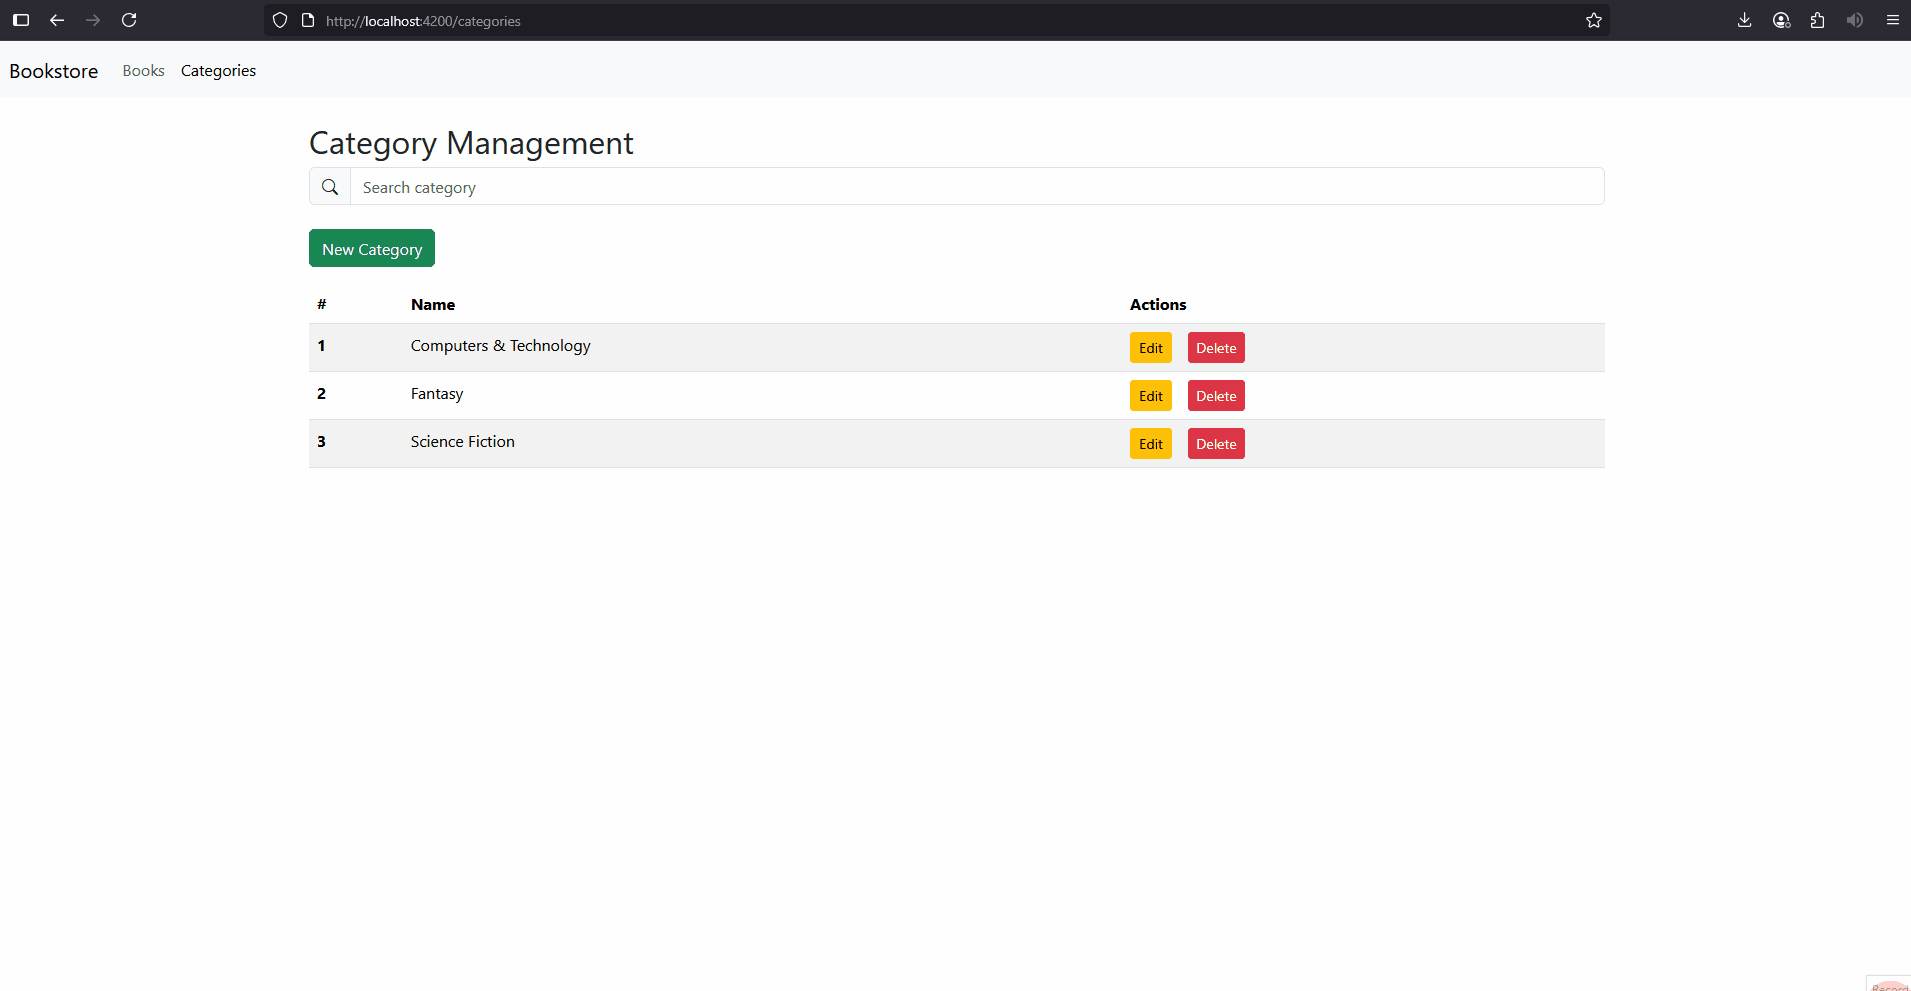 http://localhost:4200/categories
Bookstore Books Categories
Category Management
Search category
New Category
# Name Actions
1 Computers & Technology Edit Delete
2 Fantasy Edit Delete
3 Science Fiction Edit Delete